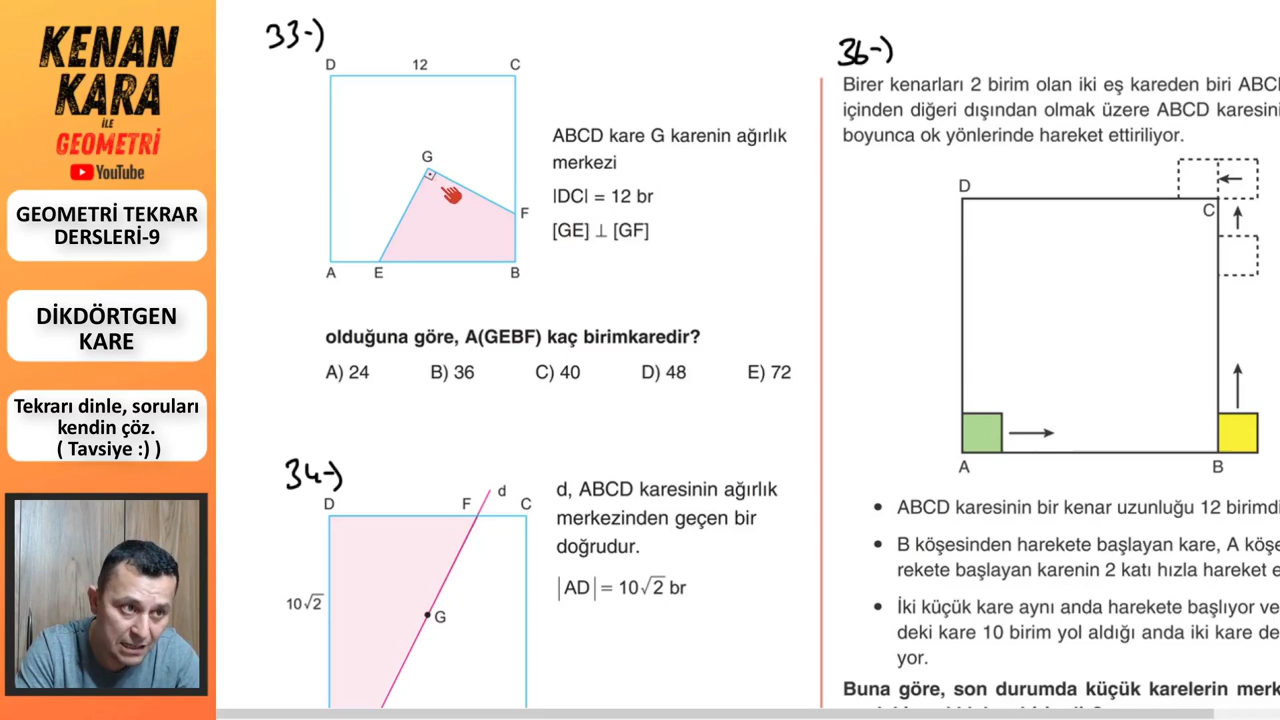 KENAN
KARA
İLE
GEOMETRİ
YouTube
GEOMETRİ TEKRAR
DERSLERİ-9
DİKDÖRTGEN
KARE
Tekrarı dinle, soruları
kendin çöz.
( Tavsiye :) )
33-)
D 12 C
G
F
A E B
ABCD kare G karenin ağırlık
merkezi
|DC| = 12 br
[GE] ⊥ [GF]
olduğuna göre, A(GEBF) kaç birimkaredir?
A) 24 B) 36 C) 40 D) 48 E) 72
34-)
d
D F C
10√2
G
d, ABCD karesinin ağırlık
merkezinden geçen bir
doğrudur.
|AD| = 10√2 br
36-)
Birer kenarları 2 birim olan iki eş kareden biri ABCD
içinden diğeri dışından olmak üzere ABCD karesini
boyunca ok yönlerinde hareket ettiriliyor.
D
C
A B
• ABCD karesinin bir kenar uzunluğu 12 birimdi
• B köşesinden harekete başlayan kare, A köşe
rekete başlayan karenin 2 katı hızla hareket e
• İki küçük kare aynı anda harekete başlıyor ve
deki kare 10 birim yol aldığı anda iki kare de
yor.
Buna göre, son durumda küçük karelerin merk